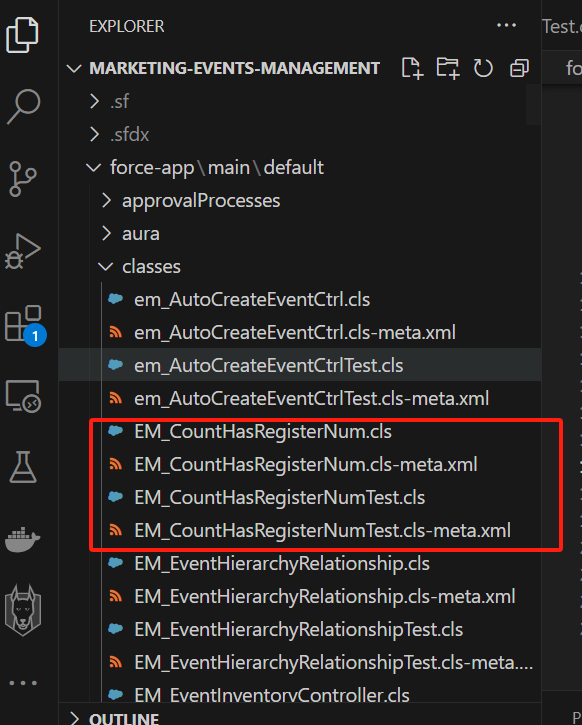 EXPLORER
Test.c
MARKETING-EVENTS-MANAGEMENT
fo
.sf
.sfdx
force-app\main\default
approvalProcesses
aura
classes
em_AutoCreateEventCtrl.cls
em_AutoCreateEventCtrl.cls-meta.xml
1
em_AutoCreateEventCtrlTest.cls
em_AutoCreateEventCtrlTest.cls-meta.xml
EM_CountHasRegisterNum.cls
EM_CountHasRegisterNum.cls-meta.xml
EM_CountHasRegisterNumTest.cls
EM_CountHasRegisterNumTest.cls-meta.xml
EM_EventHierarchyRelationship.cls
EM_EventHierarchyRelationship.cls-meta.xml
EM_EventHierarchyRelationshipTest.cls
EM_EventHierarchyRelationshipTest.cls-meta....
EM_EventInventoryController.cls
OUTLINE